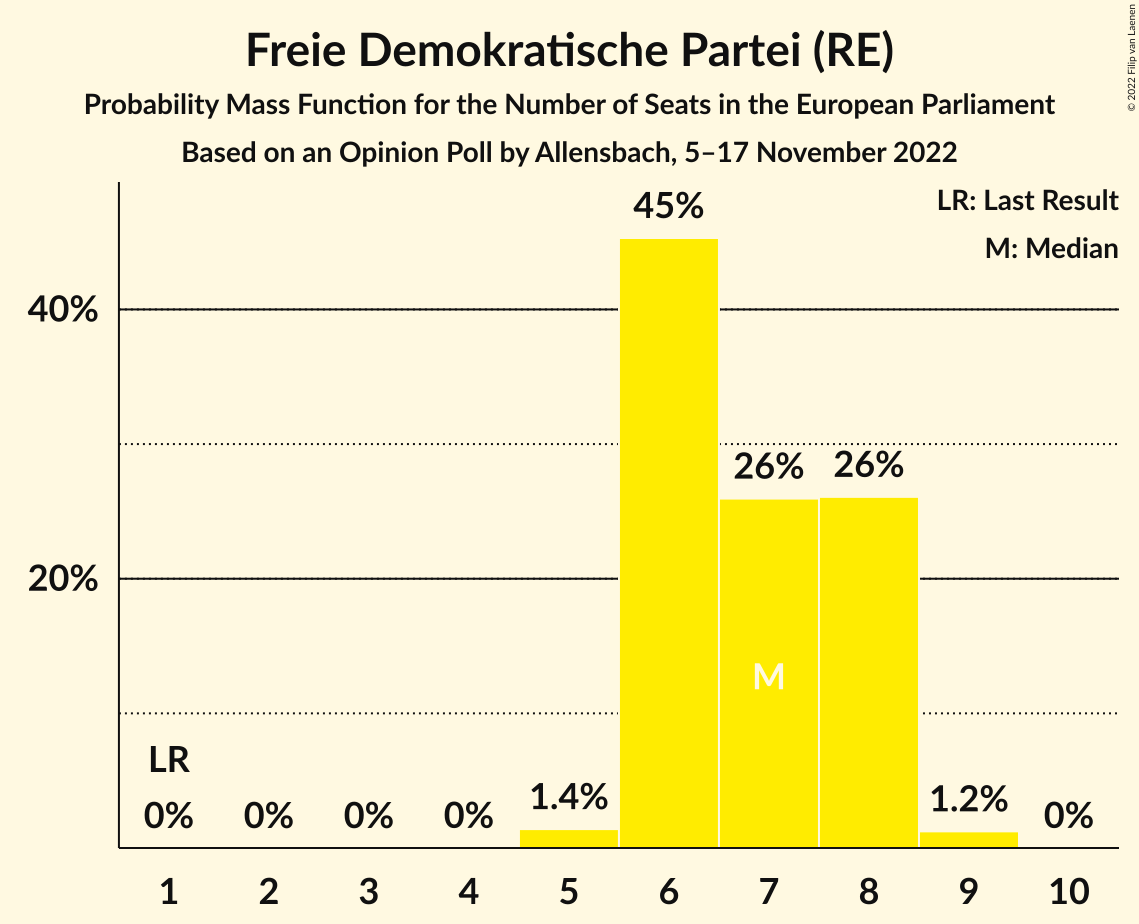 Freie Demokratische Partei (RE)
Probability Mass Function for the Number of Seats in the European Parliament
Based on an Opinion Poll by Allensbach, 5–17 November 2022
© 2022 Filip van Laenen
LR: Last Result
M: Median
45%
40%
26% 26%
20%
M
LR
0% 0% 0% 0% 1.4% 1.2% 0%
1 2 3 4 5 6 7 8 9 10